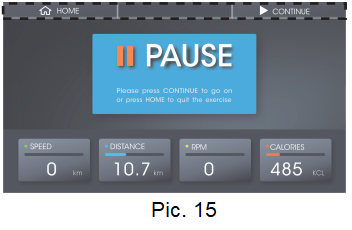 HOME CONTINUE
PAUSE
Please press CONTINUE to go on
or press HOME to quit the exercise
SPEED DISTANCE RPM CALORIES
0 km 10.7 km 0 485 KCL
Pic. 15